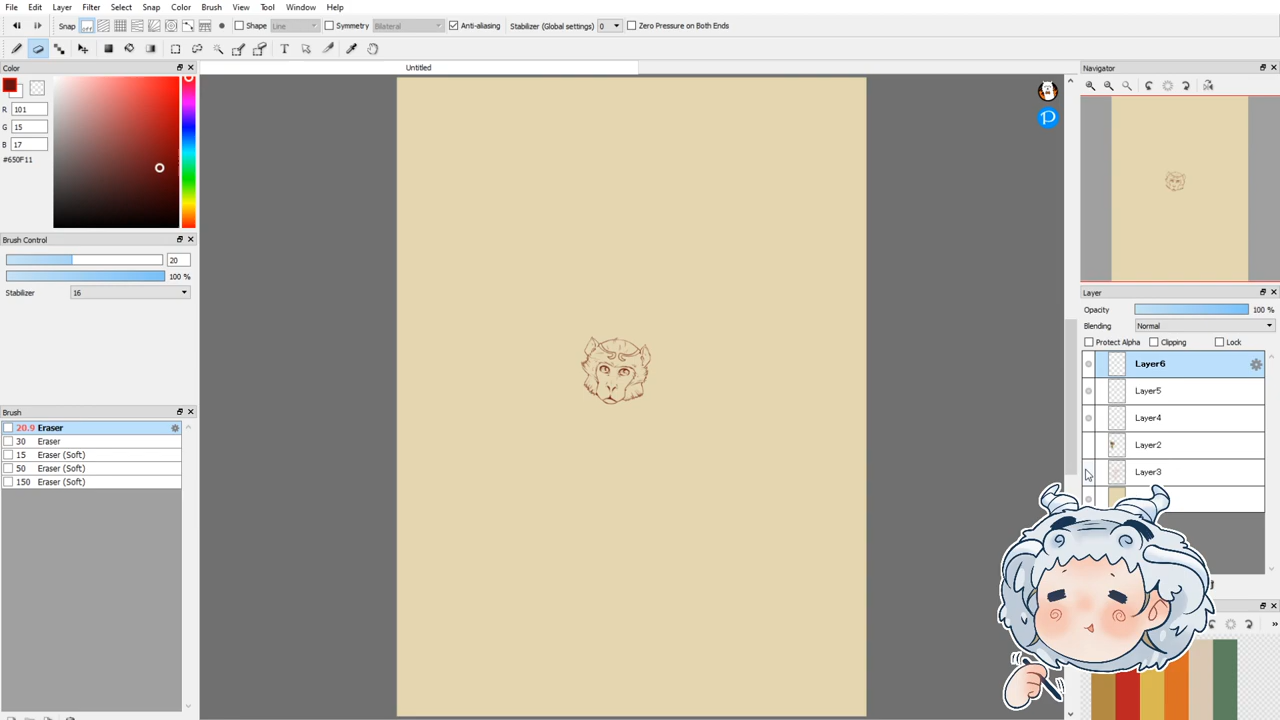 File Edit Layer Filter Select Snap Color Brush View Tool Window Help
Snap OFF Shape Line Symmetry Bilateral Anti-aliasing Stabilizer (Global settings) 0 Zero Pressure on Both Ends
Color
Untitled
Navigator
R 101
G 15
B 17
#650F11
Brush Control
20
100 %
Stabilizer 16
Layer
Opacity 100 %
Blending Normal
Protect Alpha Clipping Lock
Layer6
Layer5
Layer4
Layer2
Layer3
Brush
20.9 Eraser
30 Eraser
15 Eraser (Soft)
50 Eraser (Soft)
150 Eraser (Soft)